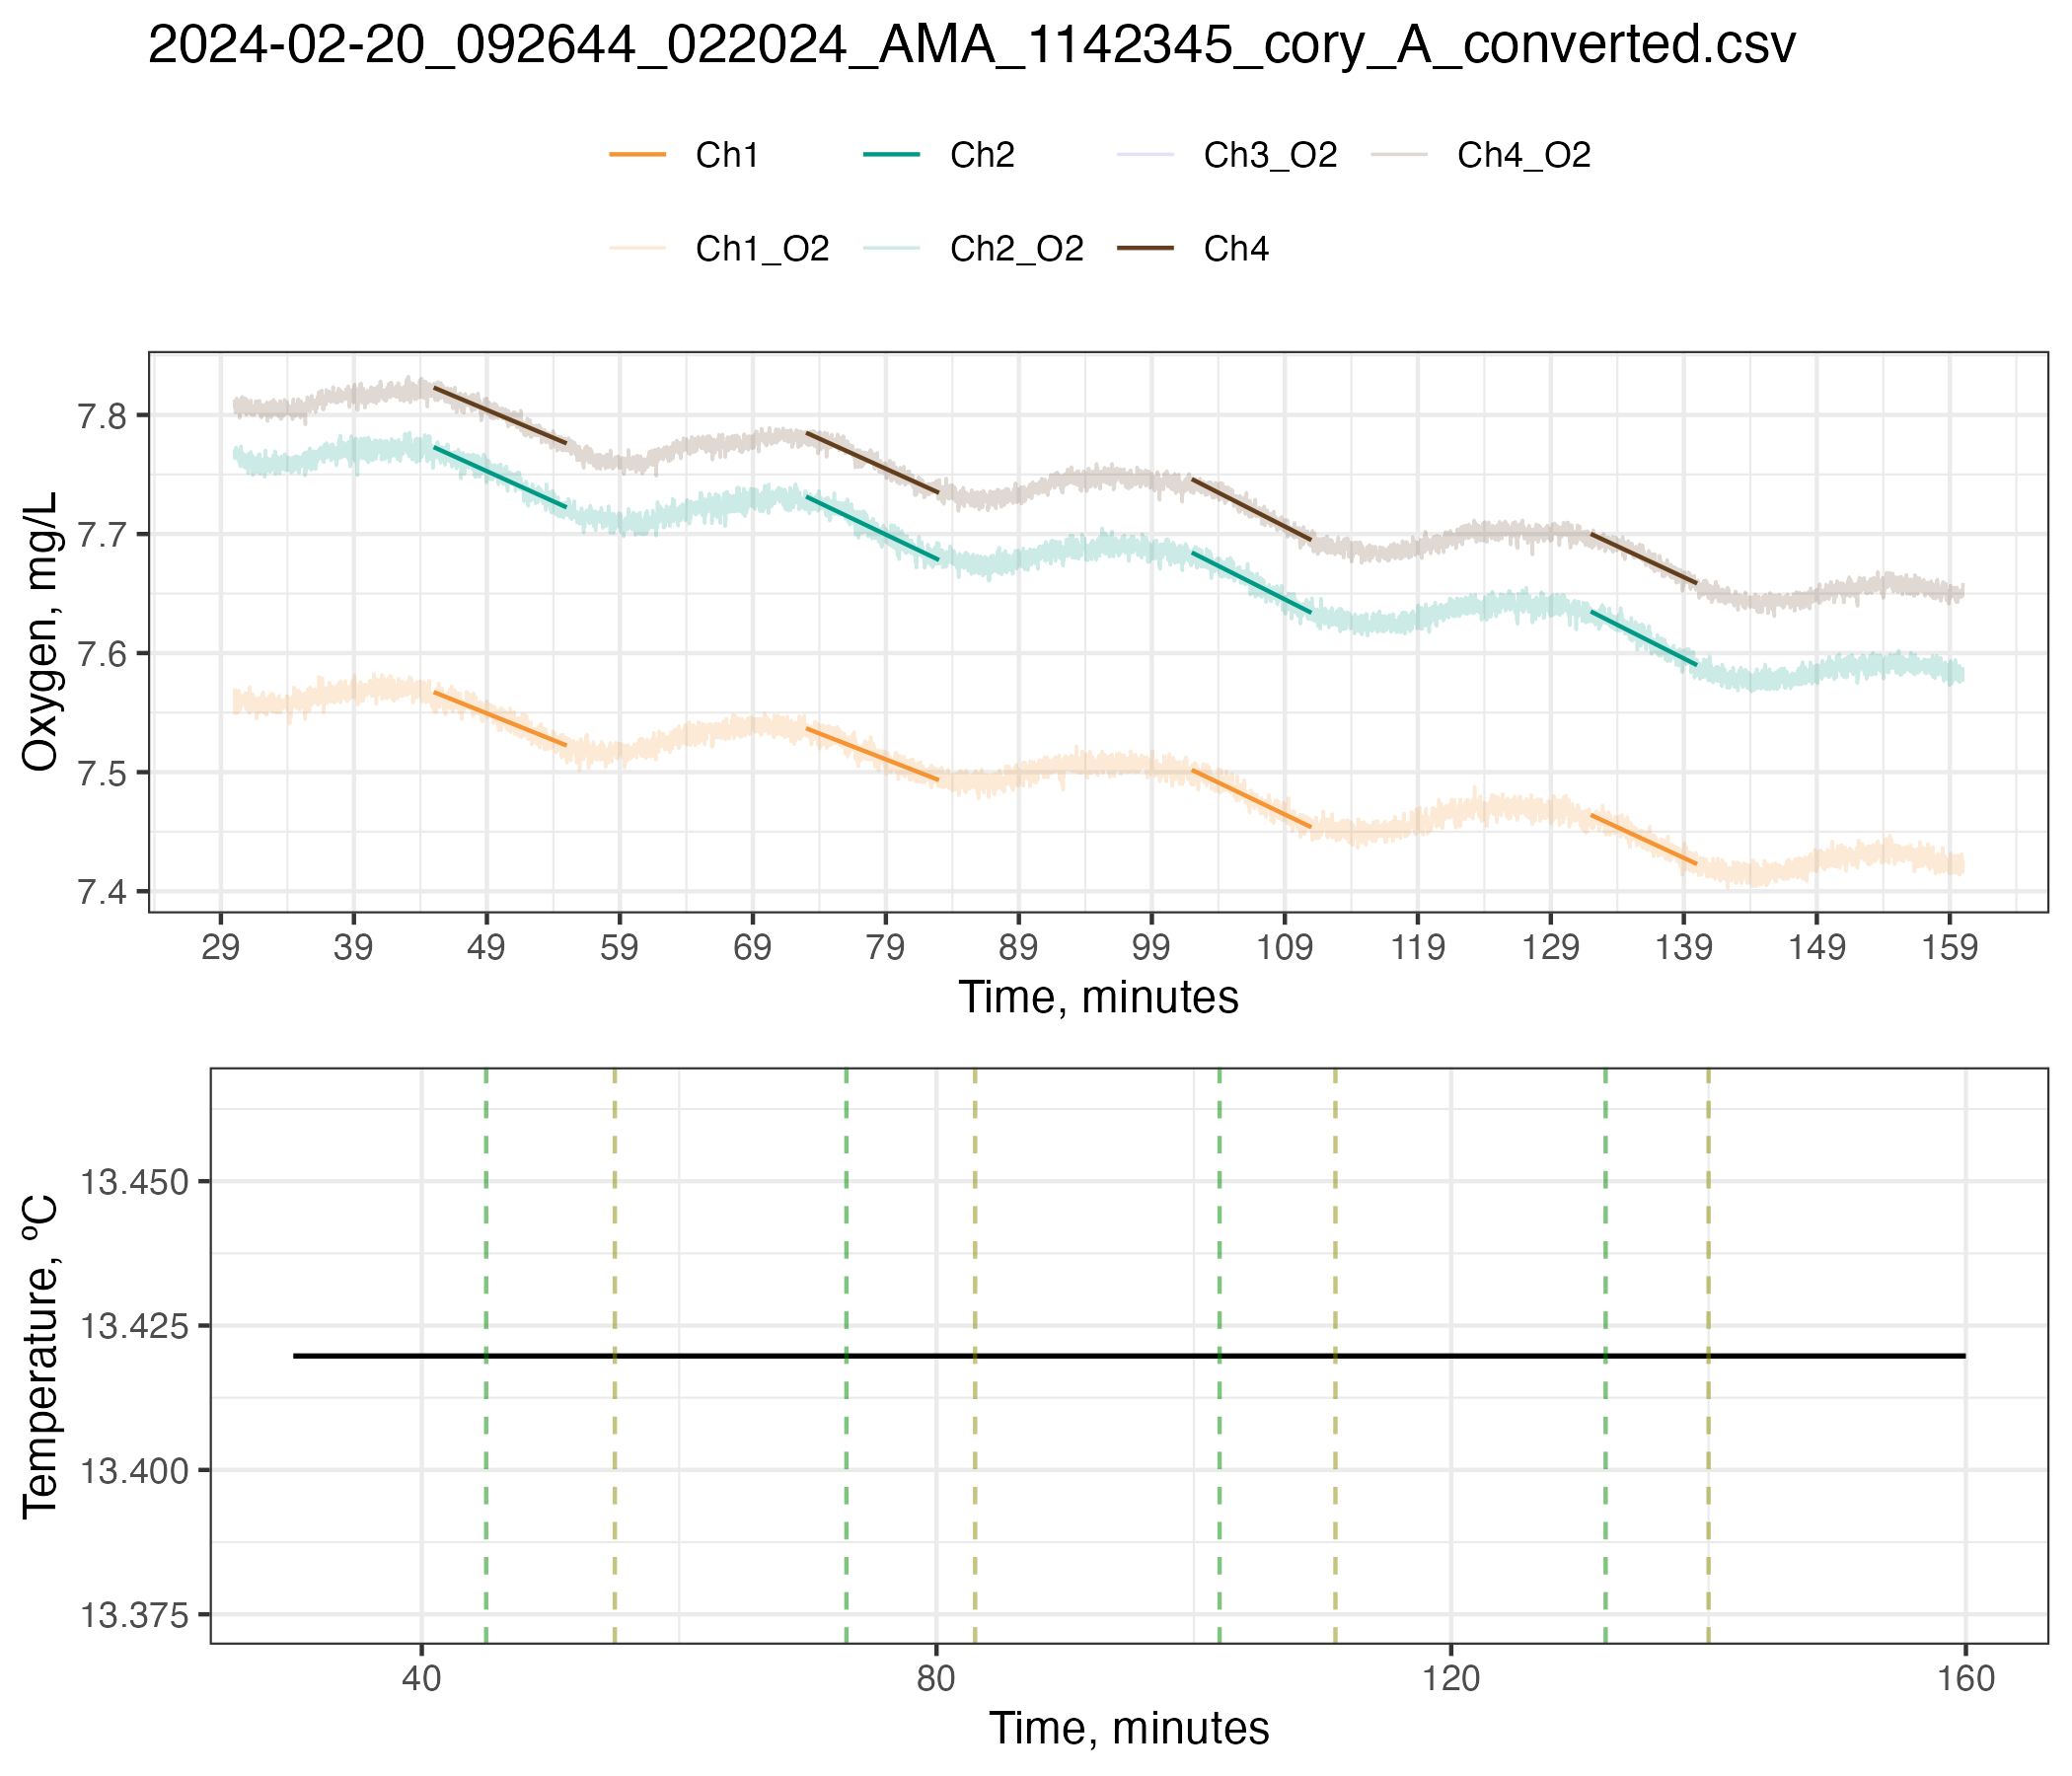 2024-02-20_092644_022024_AMA_1142345_cory_A_converted.csv
Ch1 Ch2 Ch3_O2 Ch4_O2
Ch1_O2 Ch2_O2 Ch4
Oxygen, mg/L
7.8
7.7
7.6
7.5
7.4
29 39 49 59 69 79 89 99 109 119 129 139 149 159
Time, minutes
Temperature, ºC
13.450
13.425
13.400
13.375
40 80 120 160
Time, minutes